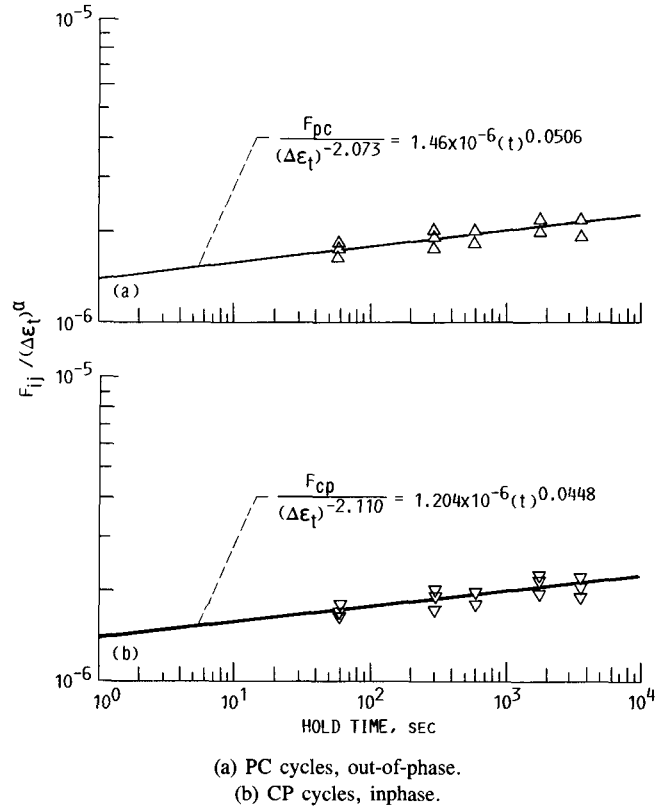 10⁻⁵
F_pc / (Δε_t)^-2.073 = 1.46x10⁻⁶(t)^0.0506
(a)
10⁻⁶
F_ij /(Δε_t)^α
10⁻⁵
F_cp / (Δε_t)^-2.110 = 1.204x10⁻⁶(t)^0.0448
(b)
10⁻⁶
10⁰ 10¹ 10² 10³ 10⁴
HOLD TIME, SEC
(a) PC cycles, out-of-phase.
(b) CP cycles, inphase.